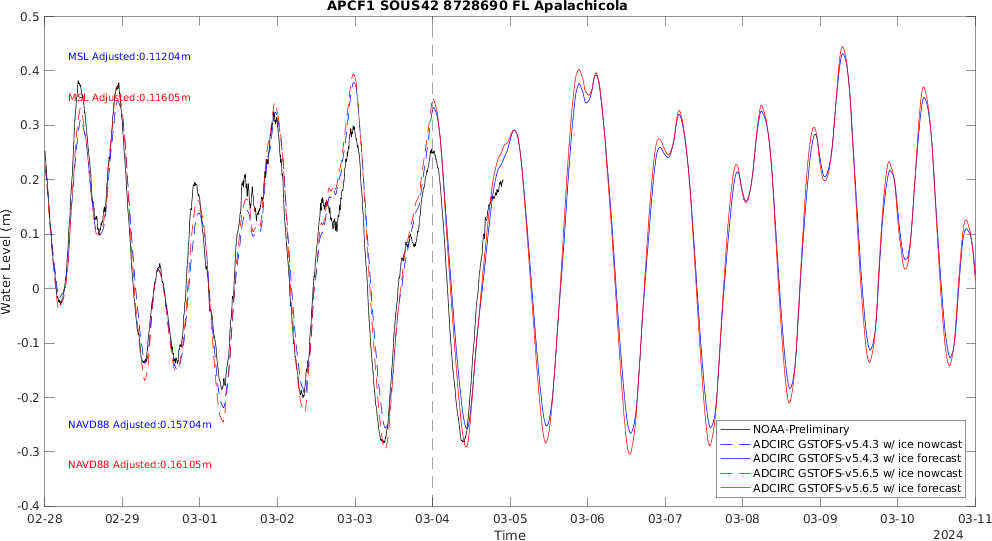 APCF1 SOUS42 8728690 FL Apalachicola
0.5
0.4
0.3
0.2
0.1
0
-0.1
-0.2
-0.3
-0.4
Water Level (m)
MSL Adjusted:0.11204m
MSL Adjusted:0.11605m
NAVD88 Adjusted:0.15704m
NAVD88 Adjusted:0.16105m
NOAA-Preliminary
ADCIRC GSTOFS-v5.4.3 w/ ice nowcast
ADCIRC GSTOFS-v5.4.3 w/ ice forecast
ADCIRC GSTOFS-v5.6.5 w/ ice nowcast
ADCIRC GSTOFS-v5.6.5 w/ ice forecast
02-28 02-29 03-01 03-02 03-03 03-04 03-05 03-06 03-07 03-08 03-09 03-10 03-11
Time
2024